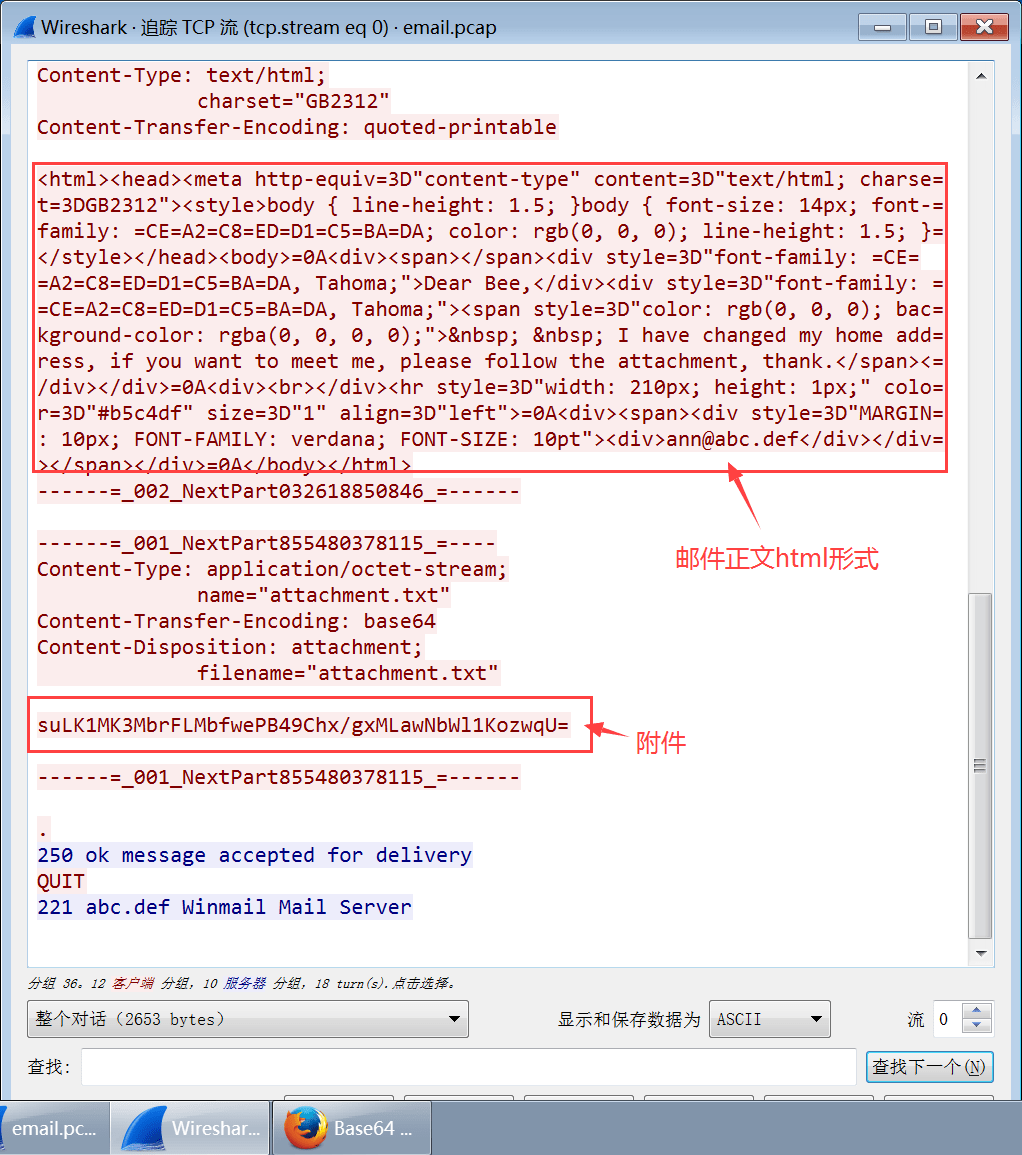 Wireshark · 追踪 TCP 流 (tcp.stream eq 0) · email.pcap
Content-Type: text/html;
charset="GB2312"
Content-Transfer-Encoding: quoted-printable
<html><head><meta http-equiv=3D"content-type" content=3D"text/html; charse=
t=3DGB2312"><style>body { line-height: 1.5; }body { font-size: 14px; font-=
family: =CE=A2=C8=ED=D1=C5=BA=DA; color: rgb(0, 0, 0); line-height: 1.5; }=
</style></head><body>=0A<div><span></span><div style=3D"font-family: =CE=
=A2=C8=ED=D1=C5=BA=DA, Tahoma;">Dear Bee,</div><div style=3D"font-family: =
=CE=A2=C8=ED=D1=C5=BA=DA, Tahoma;"><span style=3D"color: rgb(0, 0, 0); bac=
kground-color: rgba(0, 0, 0, 0);">&nbsp; &nbsp; I have changed my home add=
ress, if you want to meet me, please follow the attachment, thank.</span><=
/div></div>=0A<div><br></div><hr style=3D"width: 210px; height: 1px;" colo=
r=3D"#b5c4df" size=3D"1" align=3D"left">=0A<div><span><div style=3D"MARGIN=
: 10px; FONT-FAMILY: verdana; FONT-SIZE: 10pt"><div>ann@abc.def</div></div=
></span></div>=0A</body></html>
------=_002_NextPart032618850846_=------
------=_001_NextPart855480378115_=----
邮件正文html形式
Content-Type: application/octet-stream;
name="attachment.txt"
Content-Transfer-Encoding: base64
Content-Disposition: attachment;
filename="attachment.txt"
suLK1MK3MbrFLMbfwePB49Chx/gxMLawNbWl1KozwqU=
附件
------=_001_NextPart855480378115_=------
.
250 ok message accepted for delivery
QUIT
221 abc.def Winmail Mail Server
分组 36。12 客户端 分组，10 服务器 分组，18 turn(s).点击选择。
整个对话（2653 bytes） 显示和保存数据为 ASCII 流 0
查找： 查找下一个(N)
email.pc... Wireshar... Base64 ...